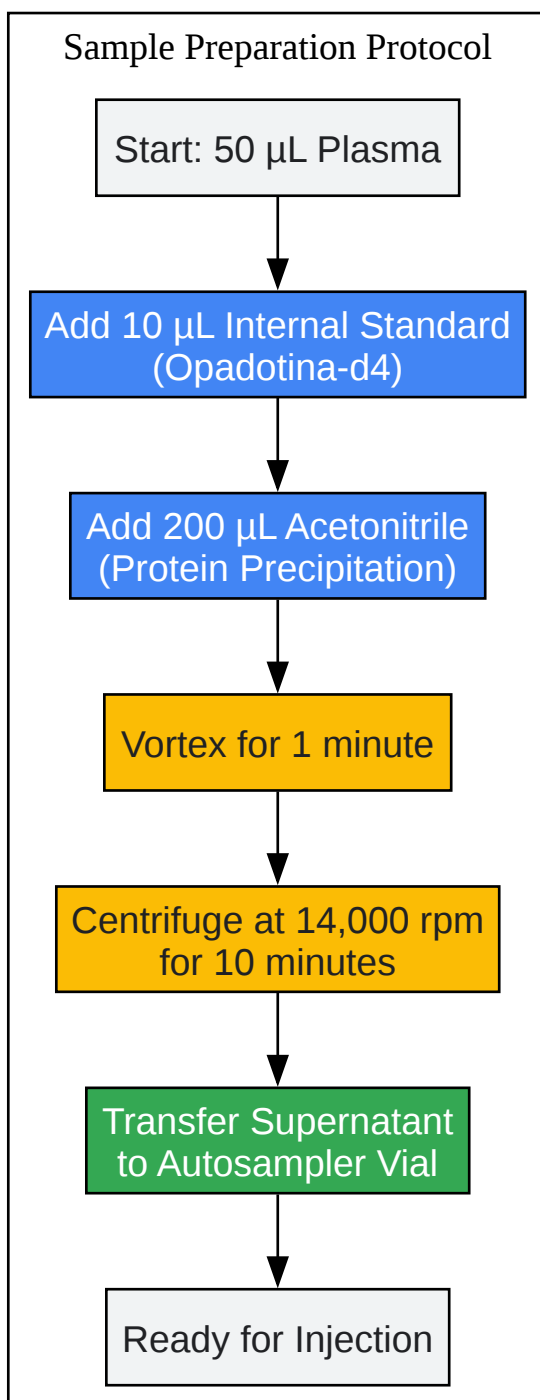 Sample Preparation Protocol
Start: 50 µL Plasma
Add 10 µL Internal Standard
(Opadotina-d4)
Add 200 µL Acetonitrile
(Protein Precipitation)
Vortex for 1 minute
Centrifuge at 14,000 rpm
for 10 minutes
Transfer Supernatant
to Autosampler Vial
Ready for Injection